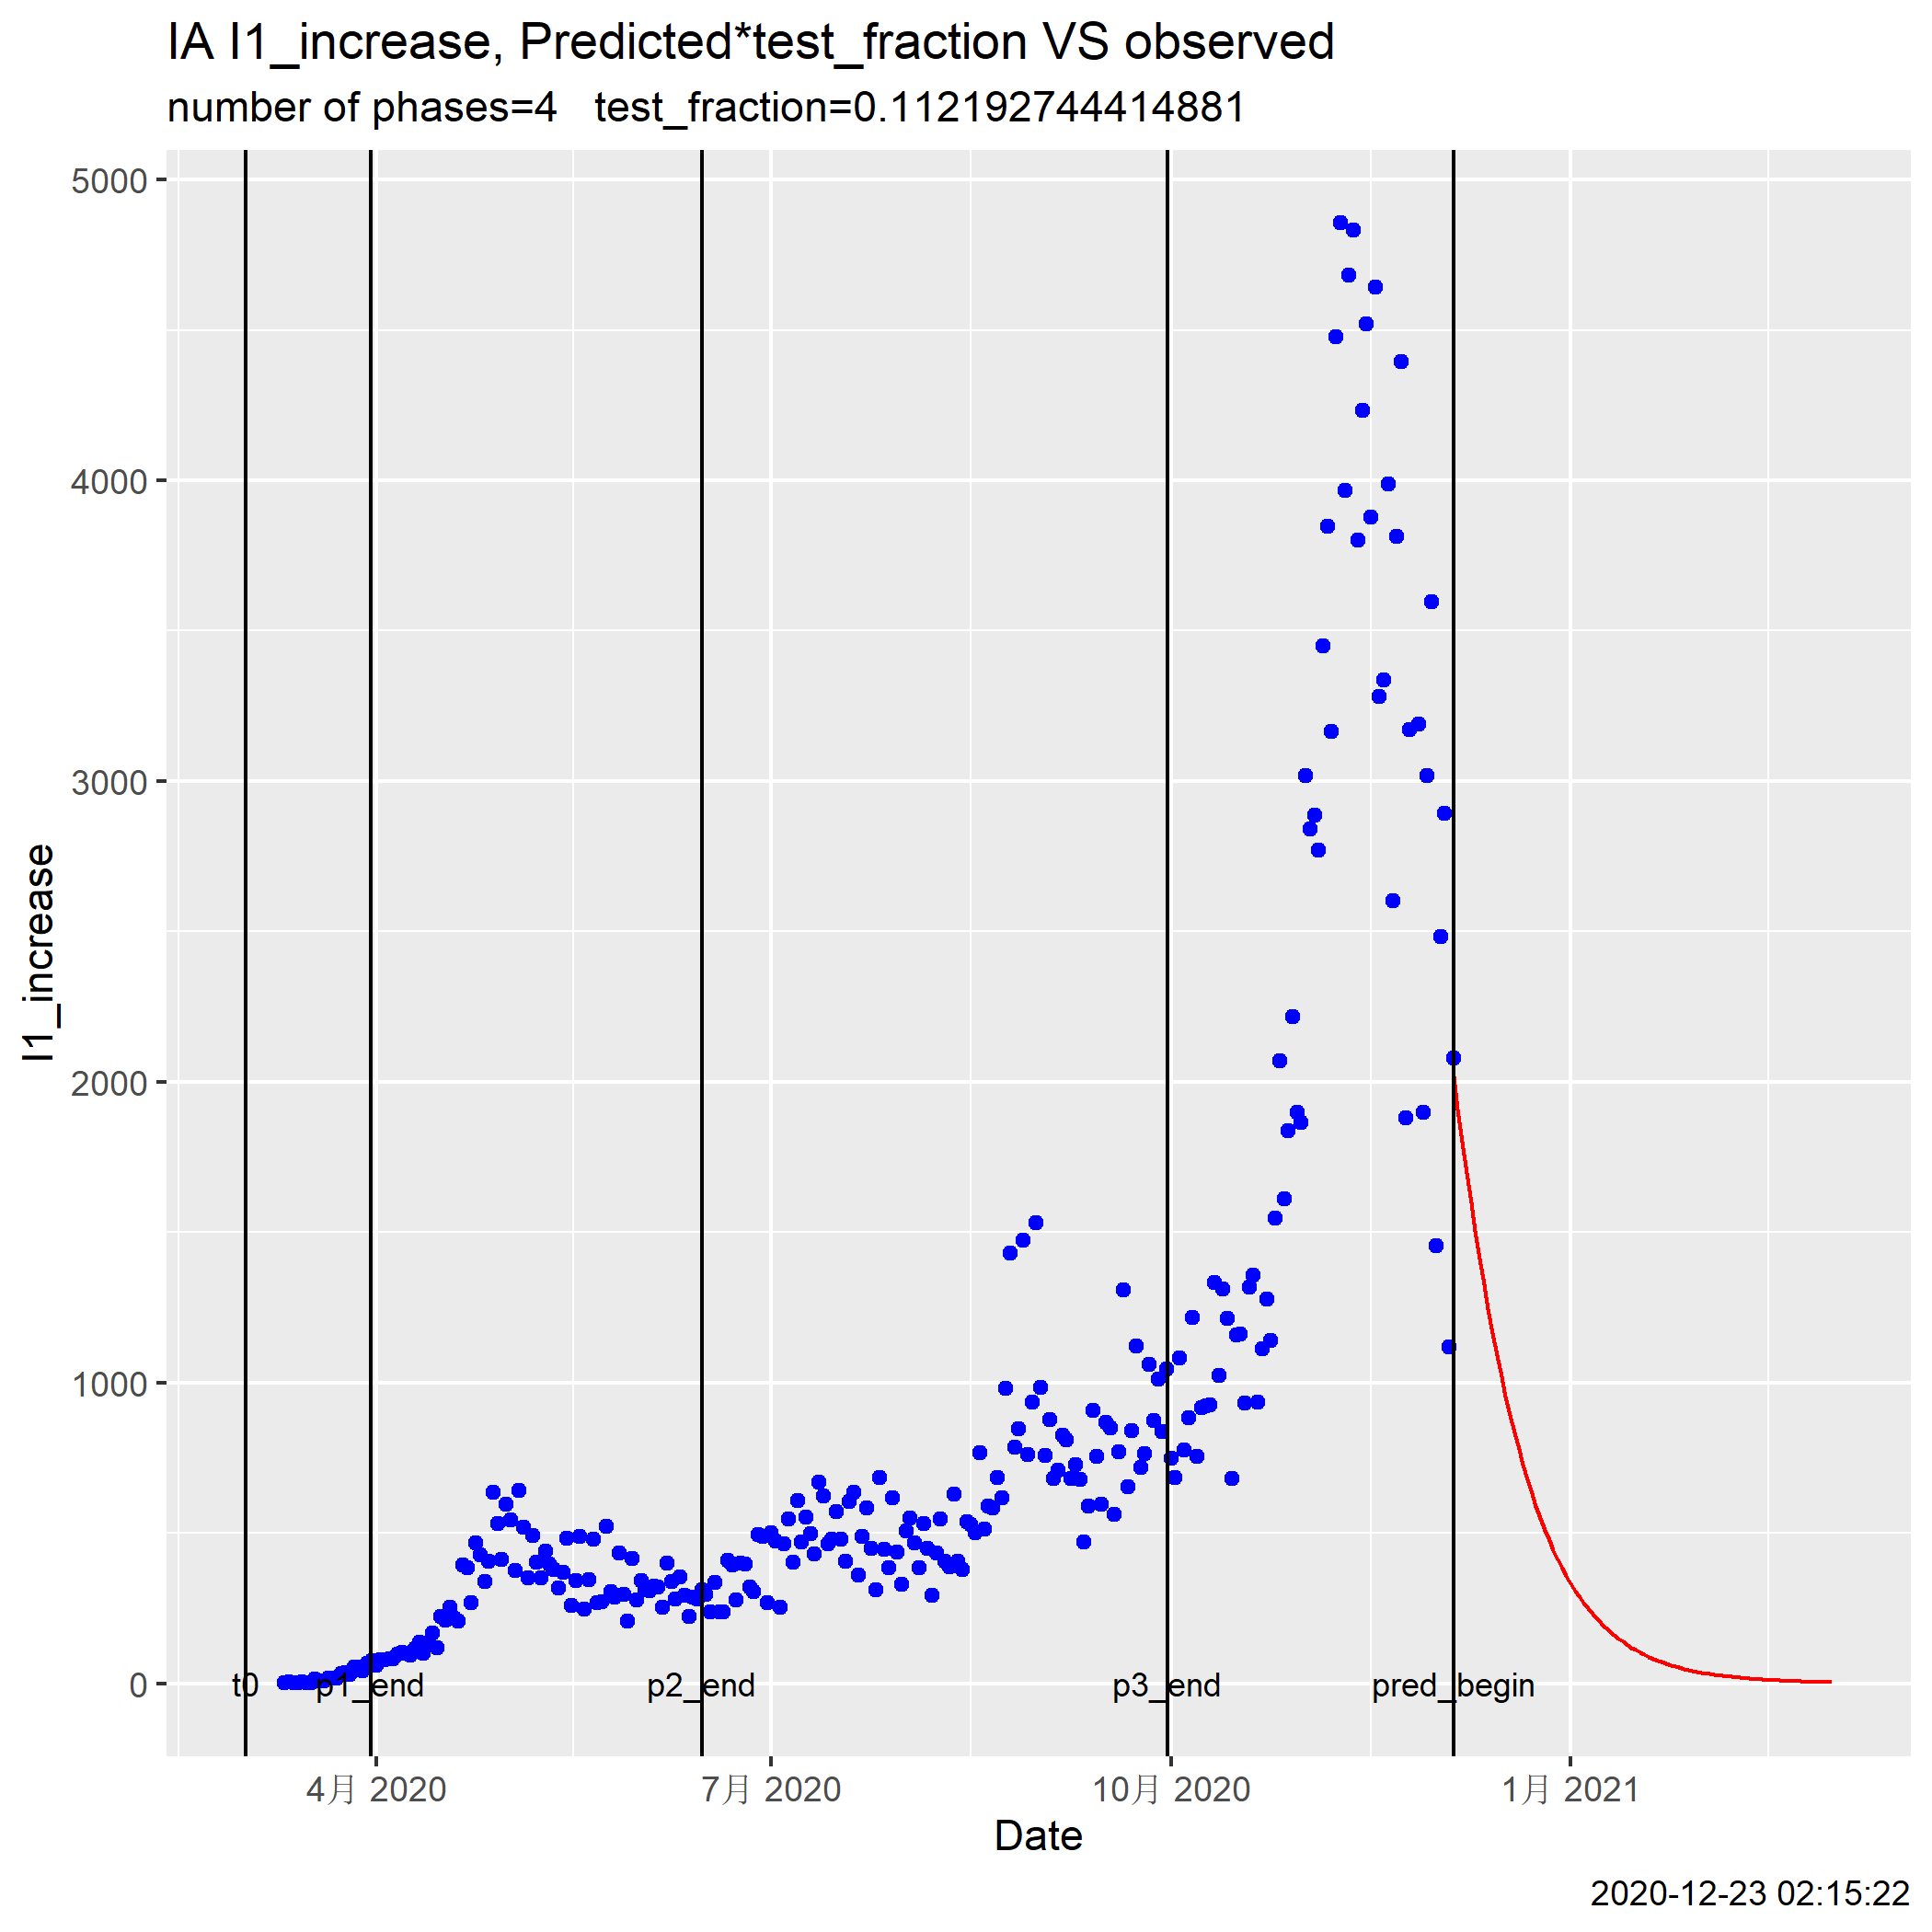 IA I1_increase, Predicted*test_fraction VS observed
number of phases=4   test_fraction=0.112192744414881
5000
4000
3000
2000
1000
0
I1_increase
t0
p1_end
p2_end
p3_end
pred_begin
4月 2020
7月 2020
10月 2020
1月 2021
Date
2020-12-23 02:15:22